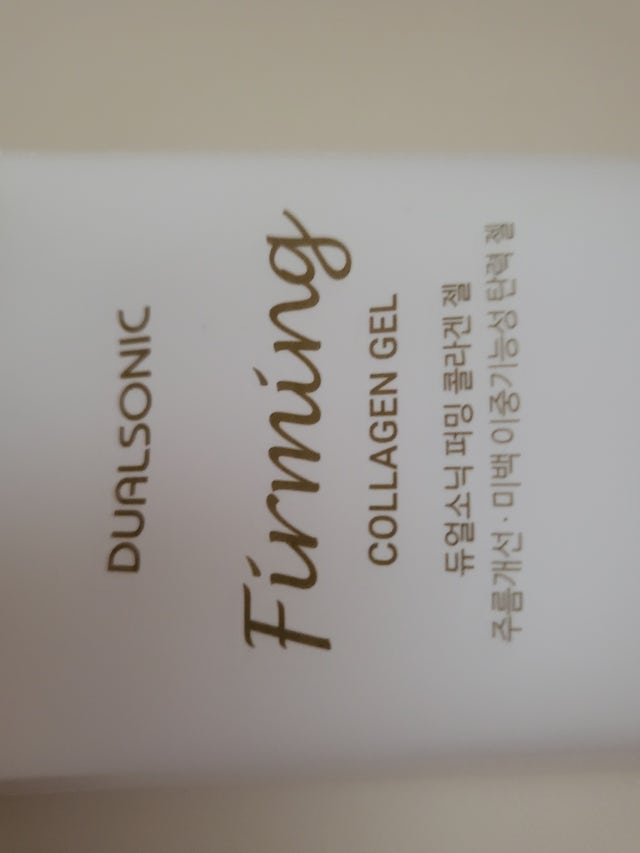 DUALSONIC
Firming
COLLAGEN GEL
듀얼소닉 퍼밍 콜라겐 젤
주름개선 · 미백 이중기능성 탄력 젤